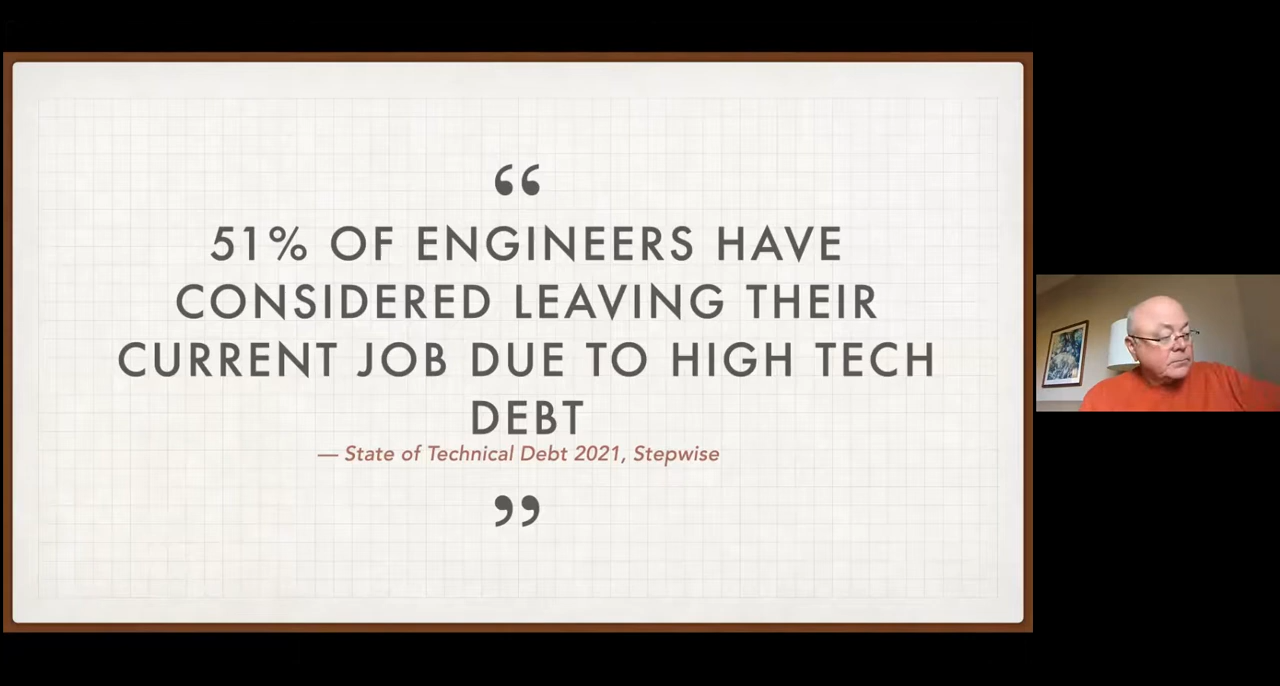 “
51% OF ENGINEERS HAVE
CONSIDERED LEAVING THEIR
CURRENT JOB DUE TO HIGH TECH
DEBT
— State of Technical Debt 2021, Stepwise
”